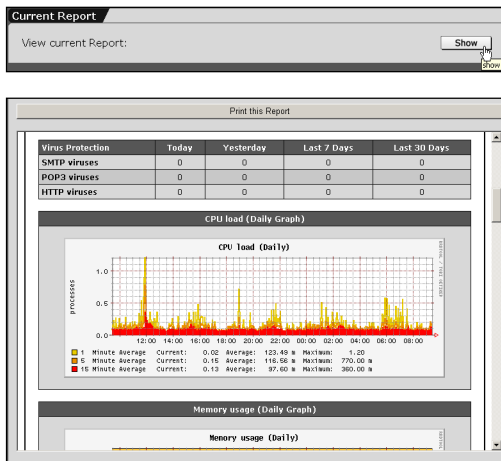 Current Report
View current Report:
Show
show
Print this Report
Virus Protection Today Yesterday Last 7 Days Last 30 Days
SMTP viruses 0 0 0 0
POP3 viruses 0 0 0 0
HTTP viruses 0 0 0 0
CPU load (Daily Graph)
CPU load (Daily)
processes
1.0
0.5
0.0
12:00 14:00 16:00 18:00 20:00 22:00 00:00 02:00 04:00 06:00 08:00
1 Minute Average Current: 0.02 Average: 123.49 m Maximum: 1.20
5 Minute Average Current: 0.15 Average: 116.56 m Maximum: 770.00 m
15 Minute Average Current: 0.13 Average: 97.60 m Maximum: 360.00 m
Memory usage (Daily Graph)
Memory usage (Daily)